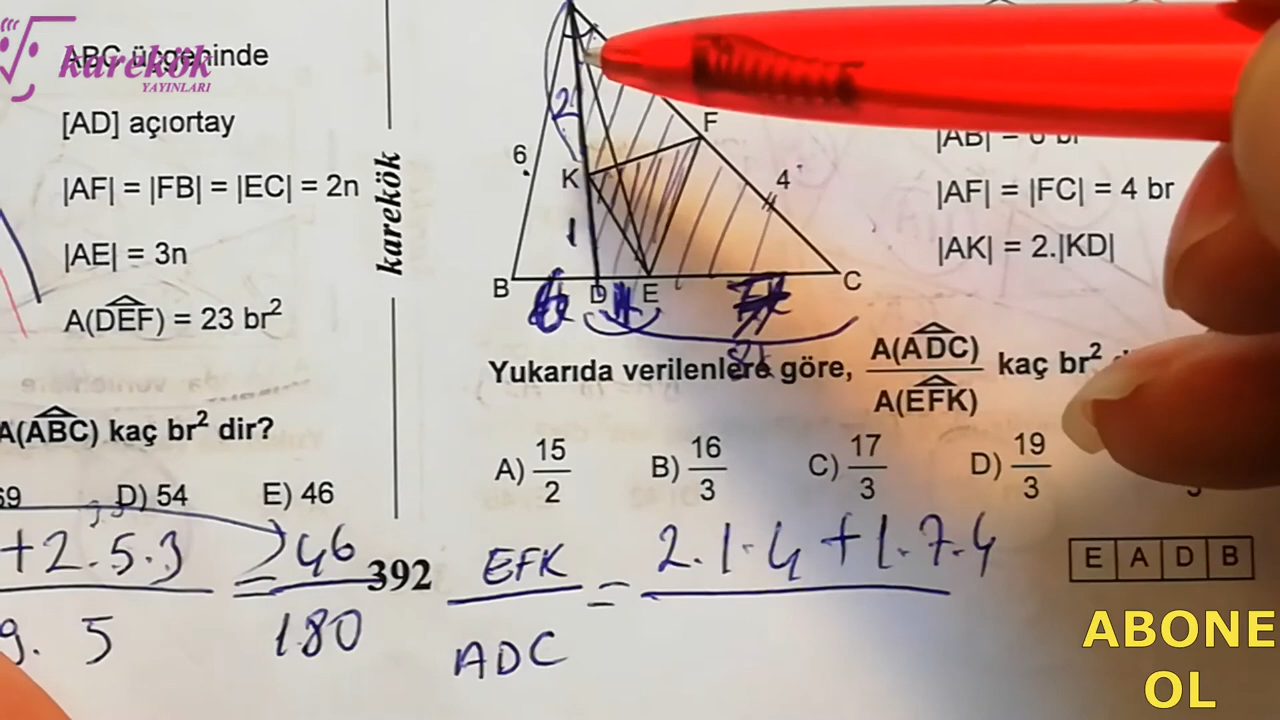 karekök
YAYINLARI
ABC üçgeninde
[AD] açıortay
|AF| = |FB| = |EC| = 2n
|AE| = 3n
A(DEF) = 23 br²
A(ABC) kaç br² dir?
69 D) 54 E) 46
+2.5.3 = 46
9. 5 180
karekök
392
2
F
6
K
4
1
B D E C
8k
|AF| = |FC| = 4 br
|AK| = 2.|KD|
Yukarıda verilenlere göre, A(ADC) / A(EFK) kaç br²
A) 15/2 B) 16/3 C) 17/3 D) 19/3
EFK / ADC = 2.1.4 + 1.7.4
E A D B
ABONE
OL